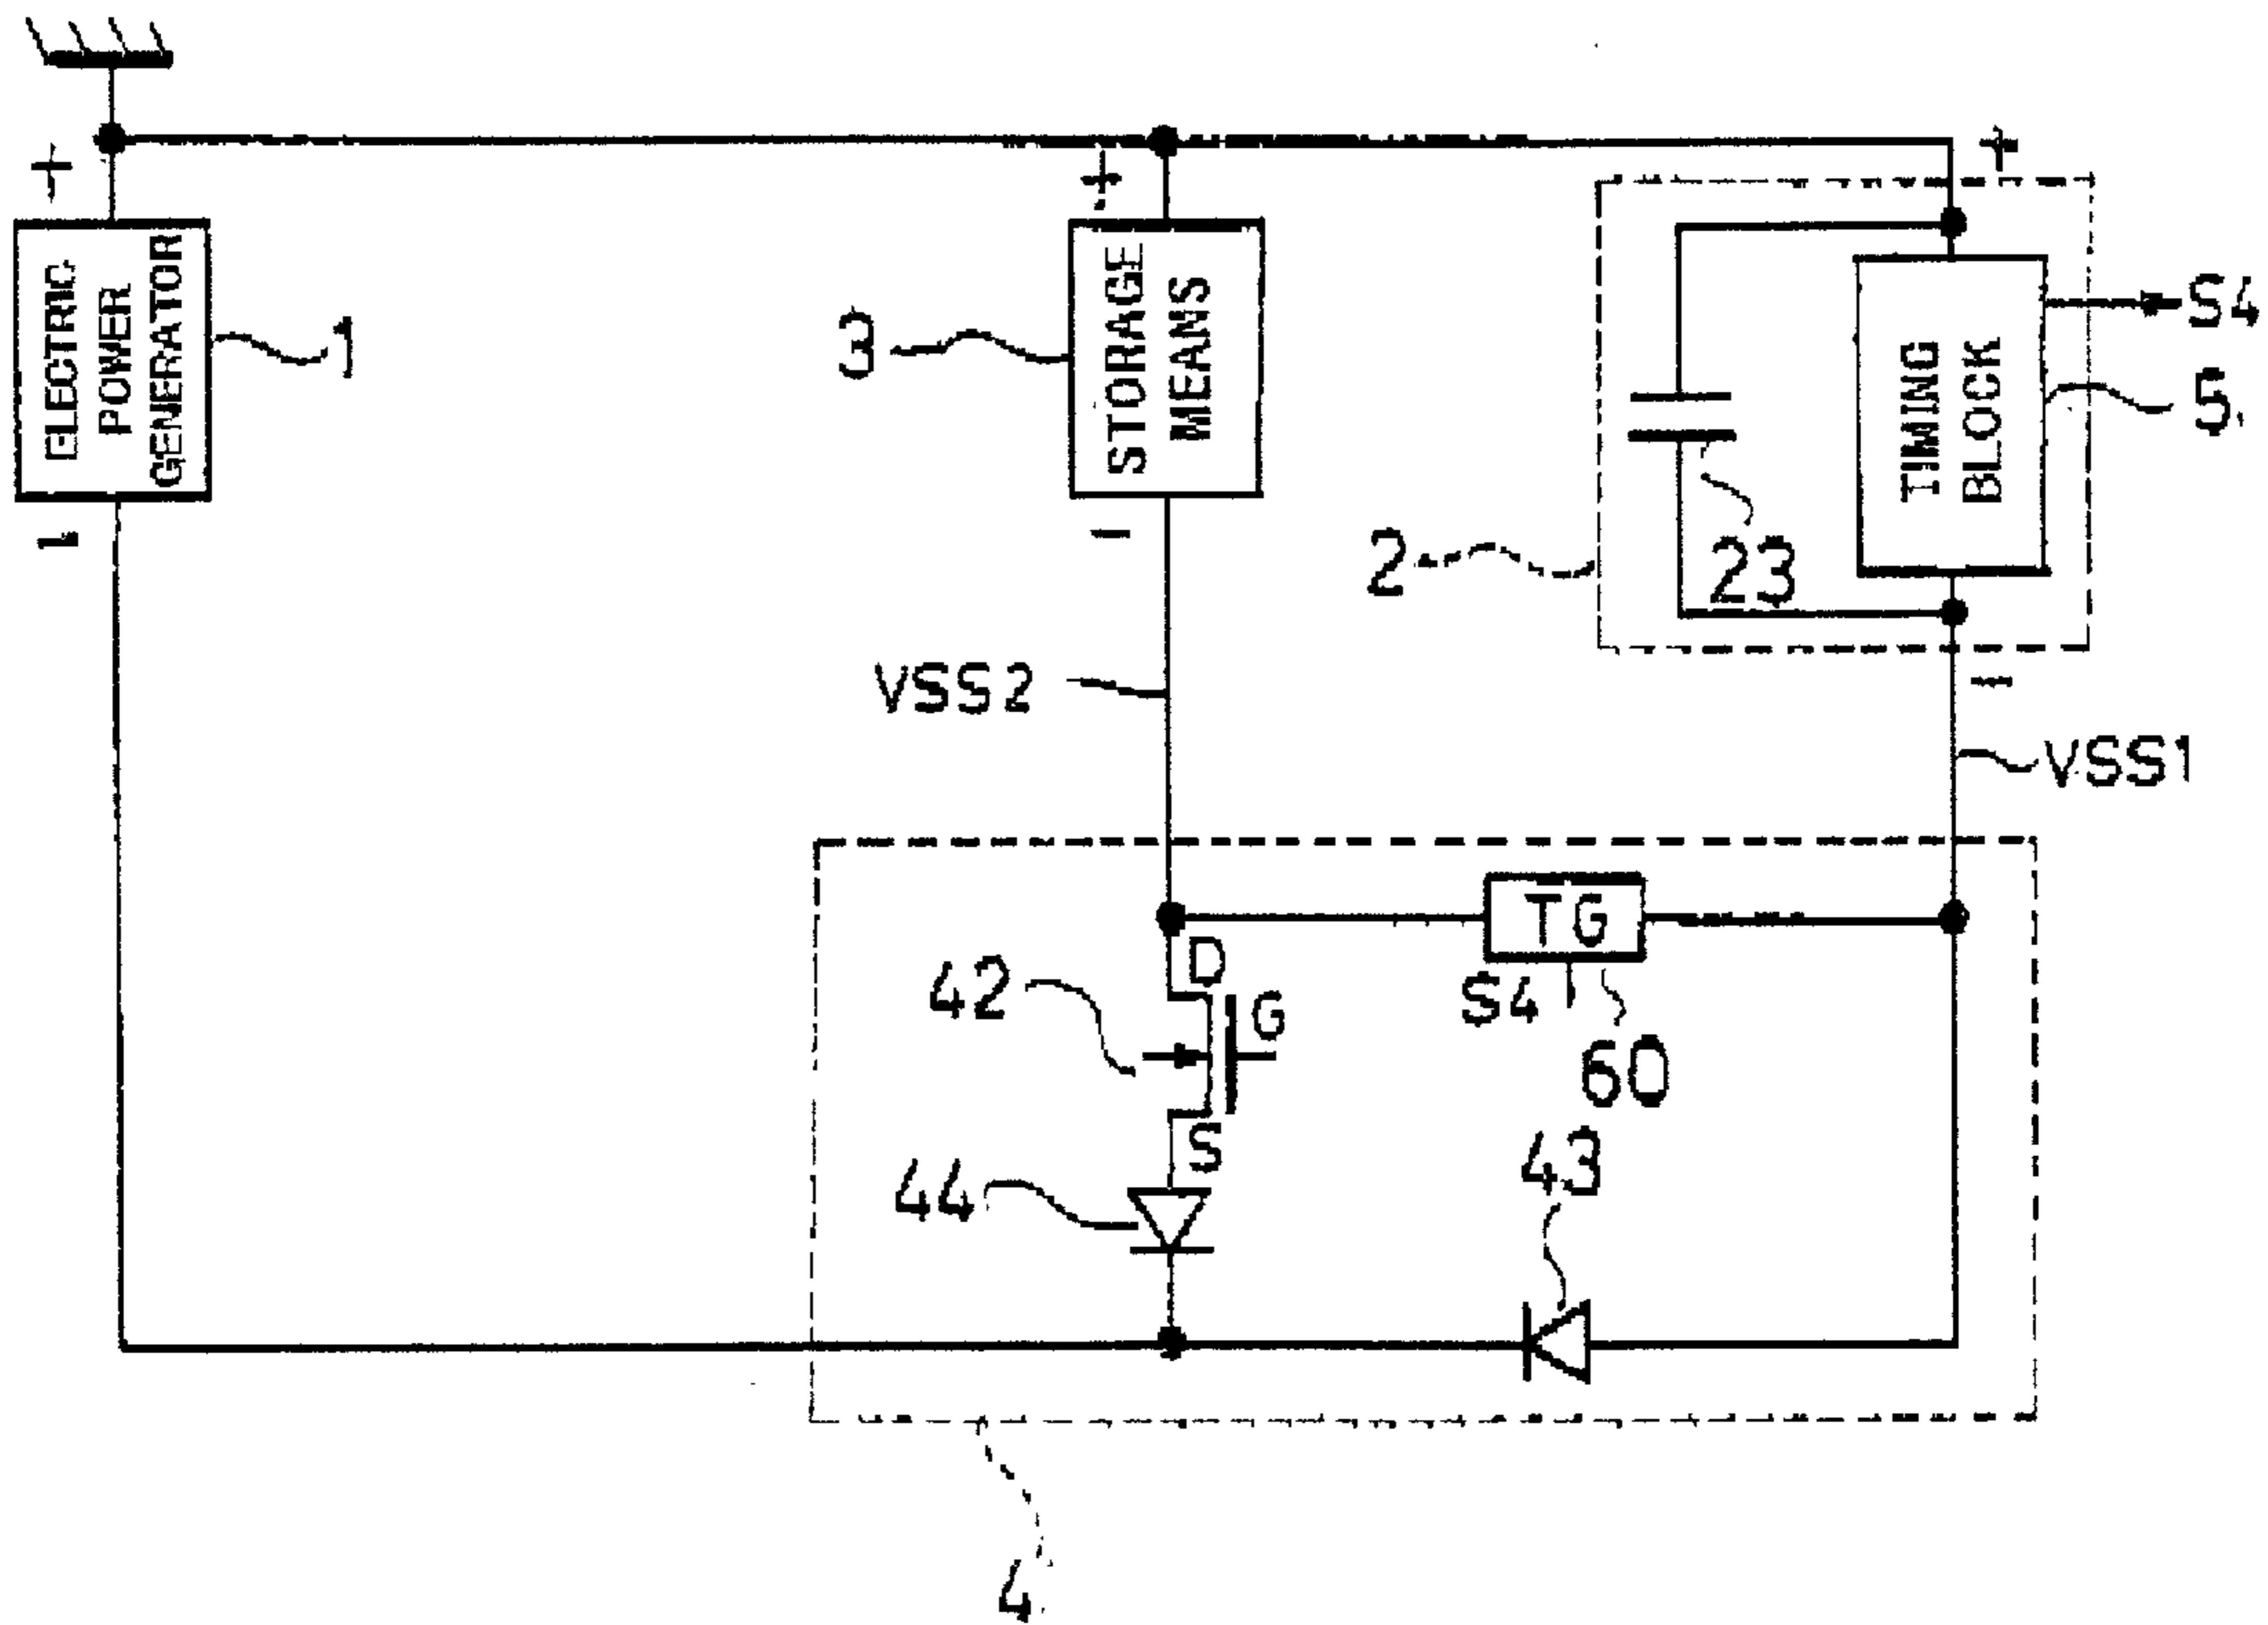 +
+
+
ELECTRIC
POWER
GENERATOR
1
3
STORAGE
MEANS
TIMING
BLOCK
S4
5
23
2
-
-
-
VSS2
VSS1
TG
D
G
S
42
S4
60
43
44
4